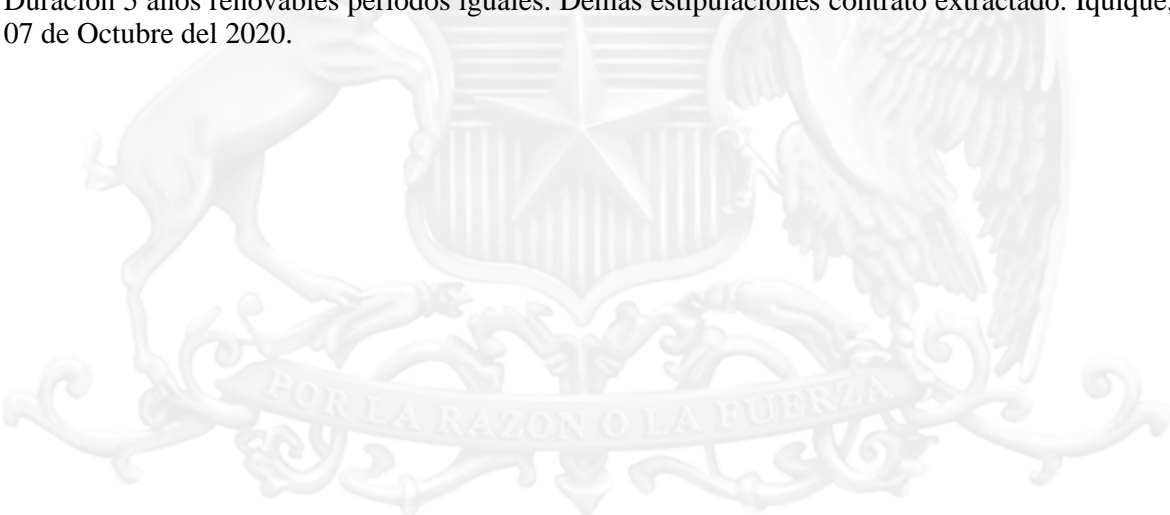 Duración 5 años renovables períodos iguales. Demás estipulaciones contrato extractado. Iquique,
07 de Octubre del 2020.
POR LA RAZON O LA FUERZA